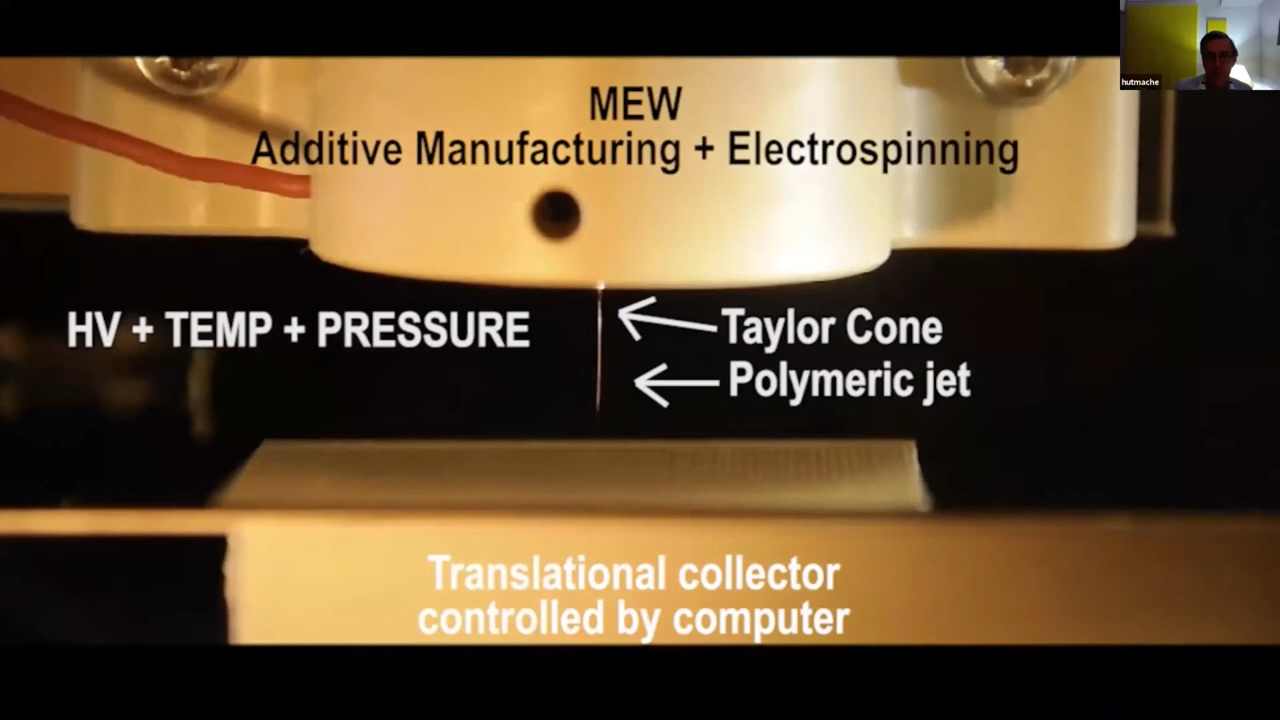 hutmache
MEW
Additive Manufacturing + Electrospinning
HV + TEMP + PRESSURE
Taylor Cone
Polymeric jet
Translational collector
controlled by computer